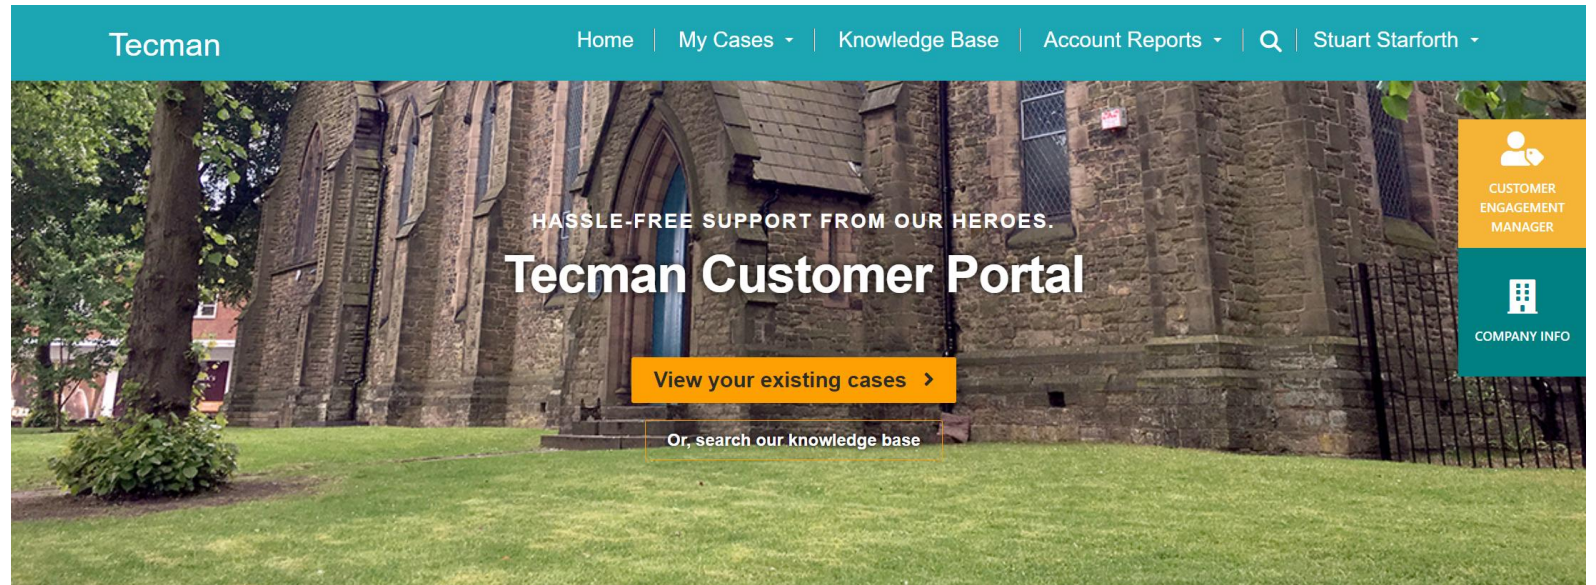 Tecman
Home
My Cases
Knowledge Base
Account Reports
Stuart Starforth
HASSLE-FREE SUPPORT FROM OUR HEROES.
Tecman Customer Portal
View your existing cases
Or, search our knowledge base
CUSTOMER
ENGAGEMENT
MANAGER
COMPANY INFO